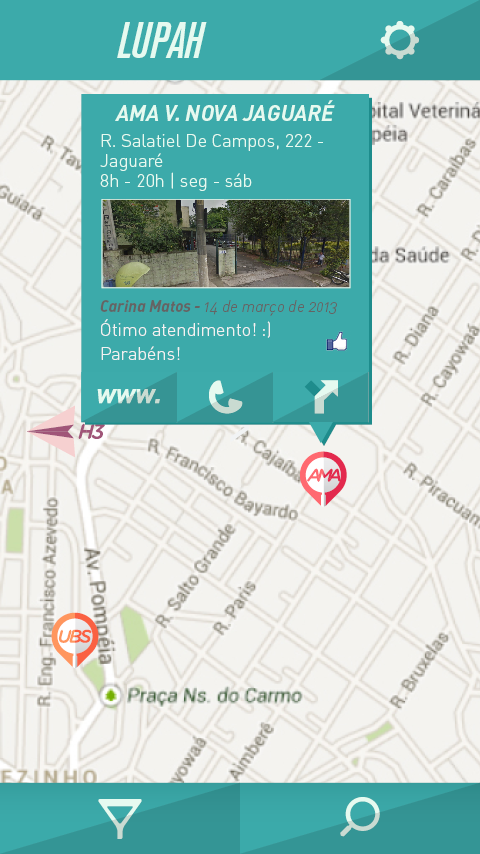 LUPAH
AMA V. NOVA JAGUARÉ
R. Salatiel De Campos, 222 -
Jaguaré
8h - 20h | seg - sáb
Carina Matos - 14 de março de 2013
Ótimo atendimento! :)
Parabéns!
www.
pital Veteriná
péia
R. Caraíbas
R. Tav
Guiará
da Saúde
R. Diana
R. Cayowaá
H3
R. Cajaíba
AMA
R. Francisco Bayardo
R. Piracuam
R. Eng. Francisco Azevedo
Av. Pompéia
R. Salto Grande
R. Paris
UBS
R. Bruxelas
Praça Ns. do Carmo
yowaá
Aimberê
EZINHO